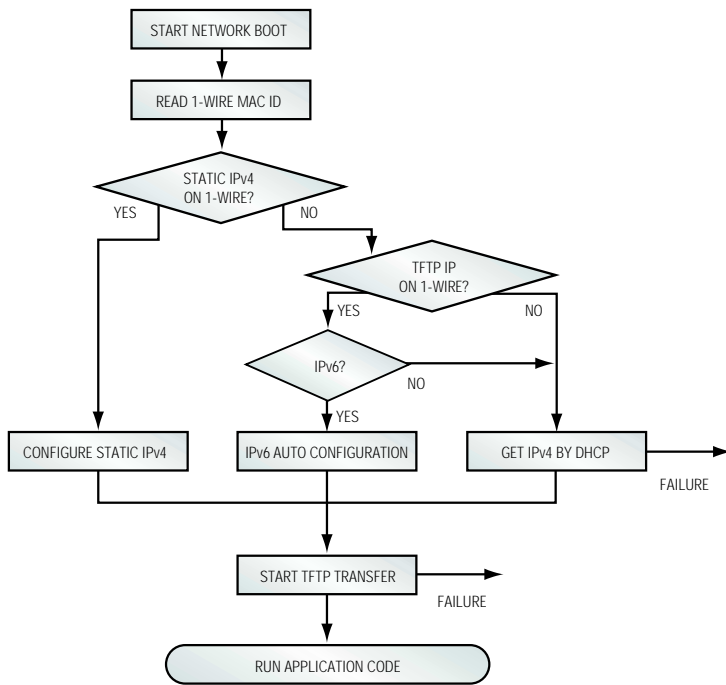 START NETWORK BOOT
READ 1-WIRE MAC ID
STATIC IPv4
ON 1-WIRE?
YES
NO
TFTP IP
ON 1-WIRE?
YES
NO
IPv6?
NO
YES
CONFIGURE STATIC IPv4
IPv6 AUTO CONFIGURATION
GET IPv4 BY DHCP
FAILURE
START TFTP TRANSFER
FAILURE
RUN APPLICATION CODE